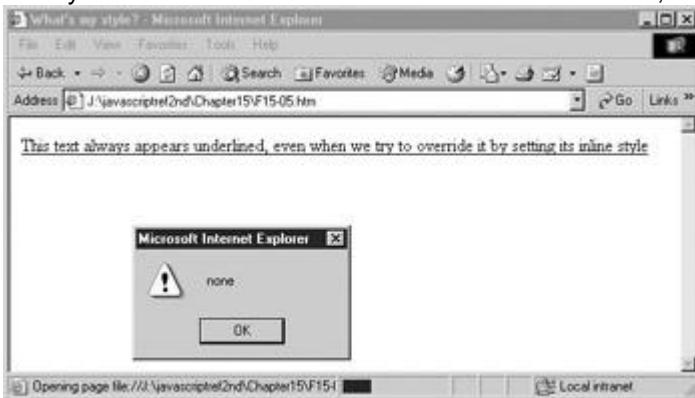 What's my style? - Microsoft Internet Explorer
File Edit View Favorites Tools Help
Back Search Favorites Media
Address J:\javascriptref2nd\Chapter15\F15-05.htm Go Links »
This text always appears underlined, even when we try to override it by setting its inline style
Microsoft Internet Explorer
none
OK
Opening page file:///J:\javascriptref2nd\Chapter15\F15-( Local intranet